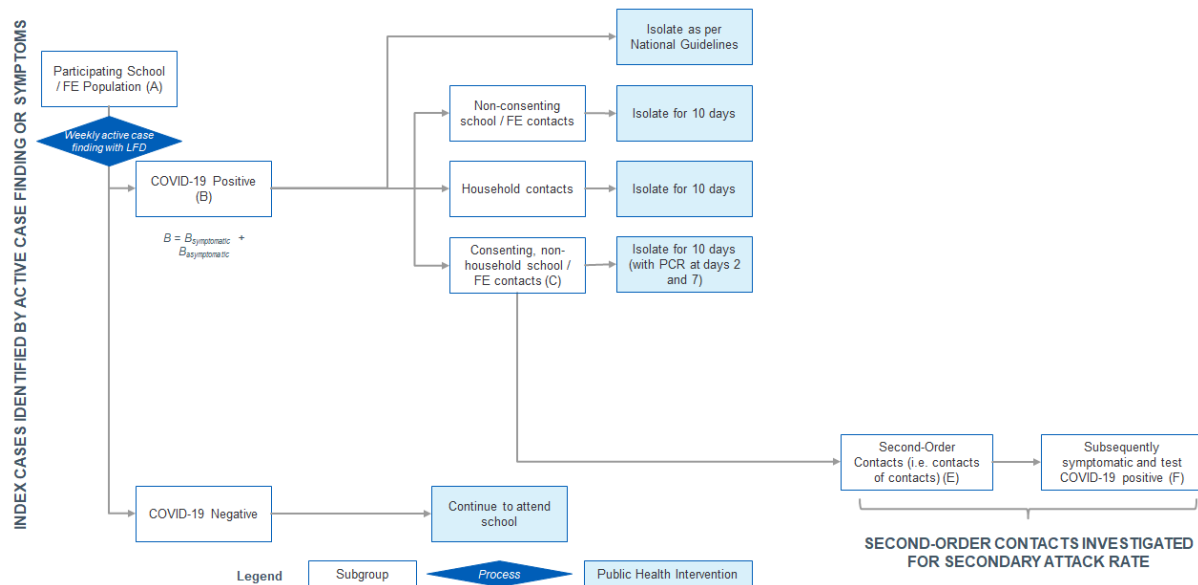 INDEX CASES IDENTIFIED BY ACTIVE CASE FINDING OR SYMPTOMS
Participating School
/ FE Population (A)
Weekly active case
finding with LFD
COVID-19 Positive
(B)
B = Bsymptomatic +
Basymptomatic
Isolate as per
National Guidelines
Non-consenting
school / FE contacts
Isolate for 10 days
Household contacts
Isolate for 10 days
Consenting, non-
household school /
FE contacts (C)
Isolate for 10 days
(with PCR at days 2
and 7)
Second-Order
Contacts (i.e. contacts
of contacts) (E)
Subsequently
symptomatic and test
COVID-19 positive (F)
COVID-19 Negative
Continue to attend
school
SECOND-ORDER CONTACTS INVESTIGATED
FOR SECONDARY ATTACK RATE
Legend
Subgroup
Process
Public Health Intervention